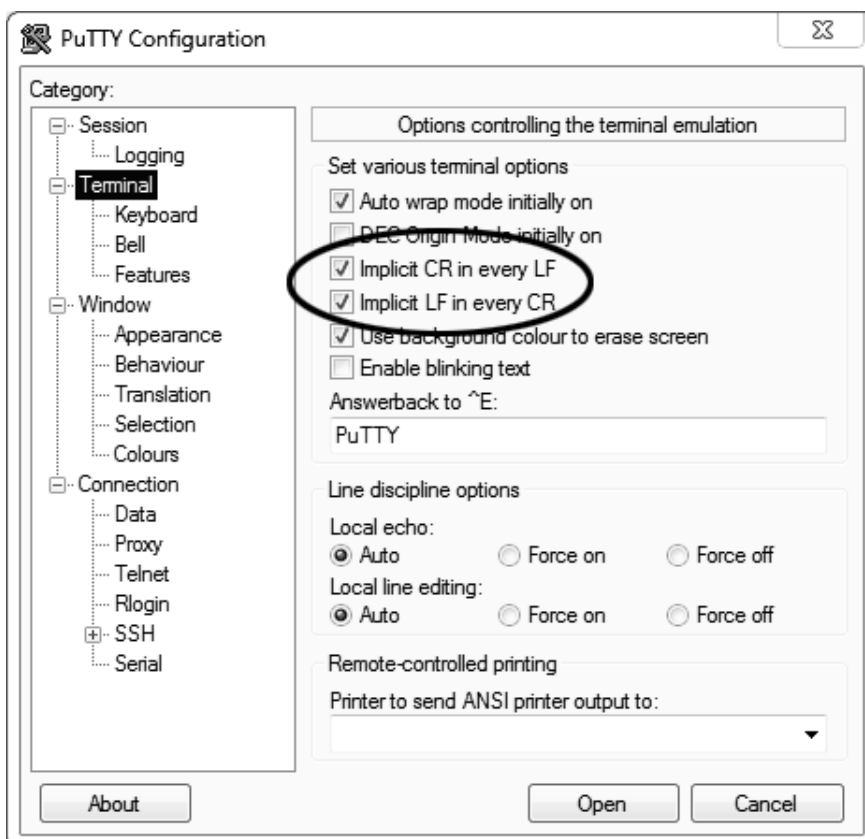 PuTTY Configuration
Category:
Session
Logging
Terminal
Keyboard
Bell
Features
Window
Appearance
Behaviour
Translation
Selection
Colours
Connection
Data
Proxy
Telnet
Rlogin
SSH
Serial
Options controlling the terminal emulation
Set various terminal options
Auto wrap mode initially on
DEC Origin Mode initially on
Implicit CR in every LF
Implicit LF in every CR
Use background colour to erase screen
Enable blinking text
Answerback to ^E:
PuTTY
Line discipline options
Local echo:
Auto Force on Force off
Local line editing:
Auto Force on Force off
Remote-controlled printing
Printer to send ANSI printer output to:
About Open Cancel